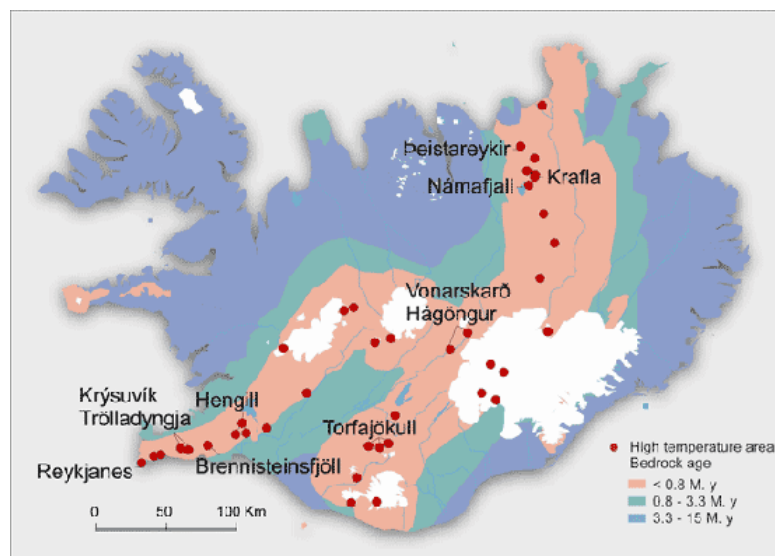 Þeistareykir
Námafjall
Krafla
Vonarskarð
Hágöngur
Krýsuvík
Trölladyngja
Hengill
Torfajökull
Reykjanes
Brennisteinsfjöll
High temperature area
Bedrock age
< 0.8 M. y
0.8 - 3.3 M. y
3.3 - 15 M. y
0 50 100 Km